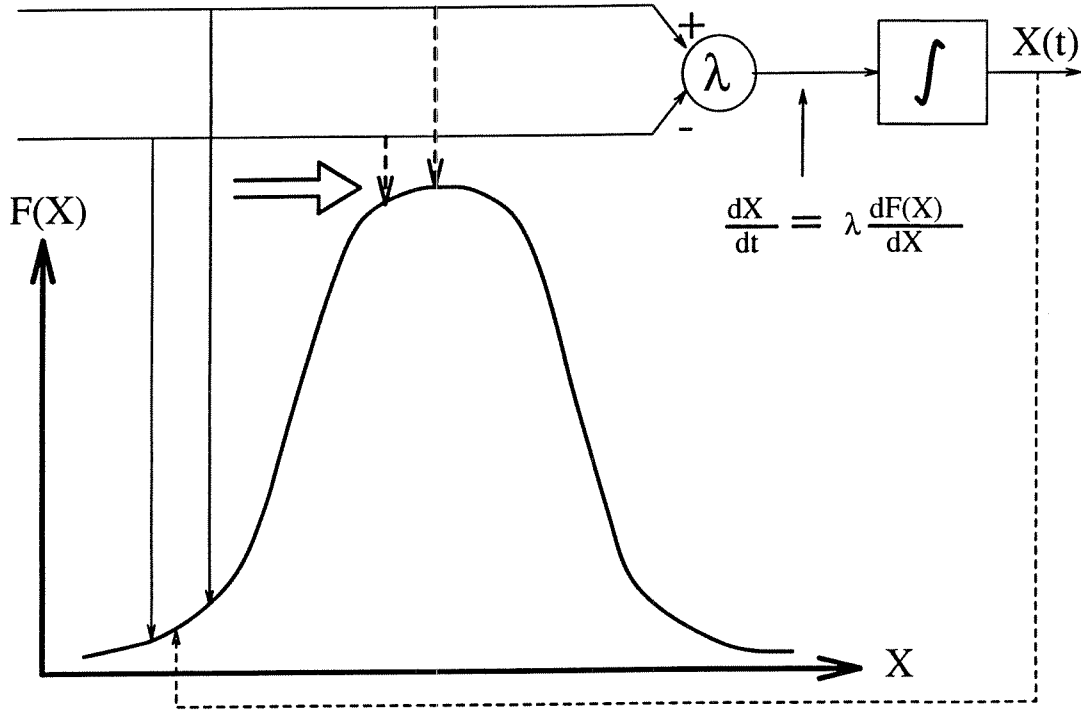 +
λ
-
∫
X(t)
F(X)
dX/dt = λ dF(X)/dX
X